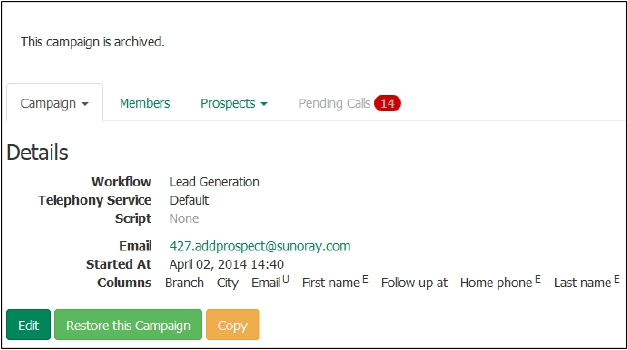 This campaign is archived.
Campaign Members Prospects Pending Calls 14
Details
Workflow Lead Generation
Telephony Service Default
Script None
Email 427.addprospect@sunoray.com
Started At April 02, 2014 14:40
Columns Branch City Email U First name E Follow up at Home phone E Last name E
Edit Restore this Campaign Copy